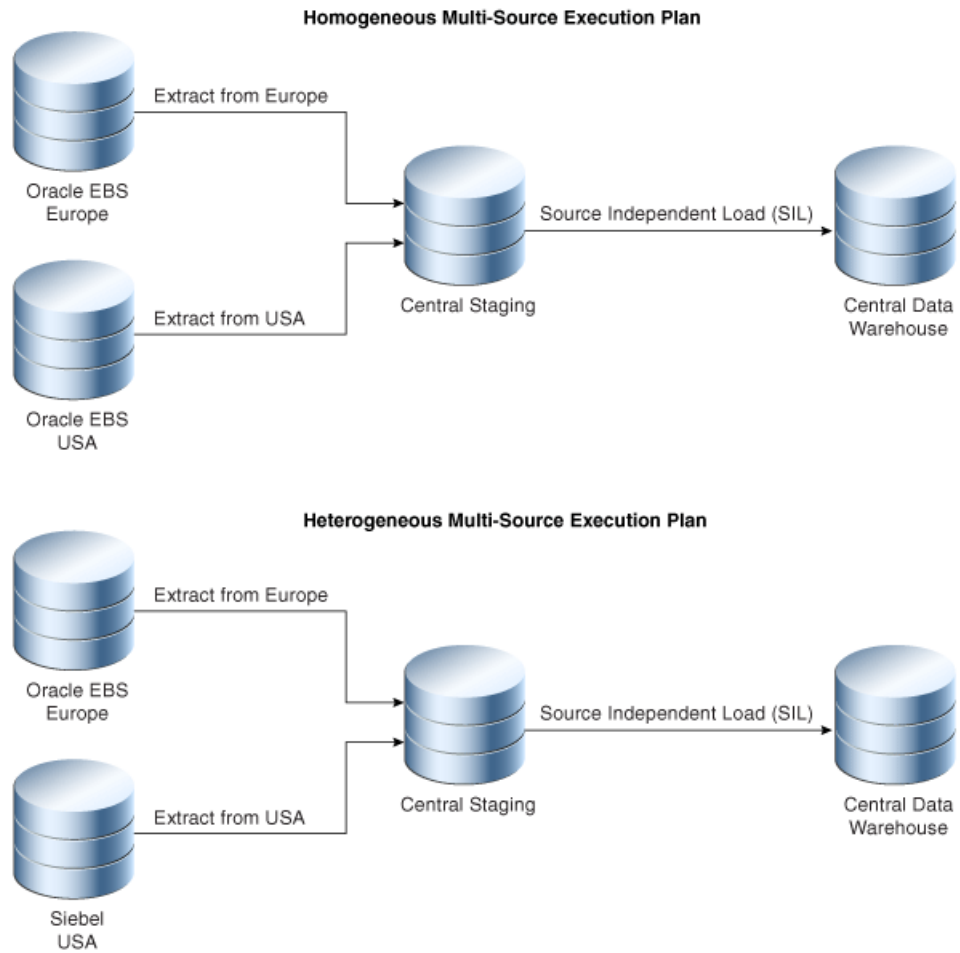 Homogeneous Multi-Source Execution Plan
Extract from Europe
Oracle EBS
Europe
Source Independent Load (SIL)
Central Staging
Central Data
Warehouse
Extract from USA
Oracle EBS
USA
Heterogeneous Multi-Source Execution Plan
Extract from Europe
Oracle EBS
Europe
Source Independent Load (SIL)
Central Staging
Central Data
Warehouse
Extract from USA
Siebel
USA